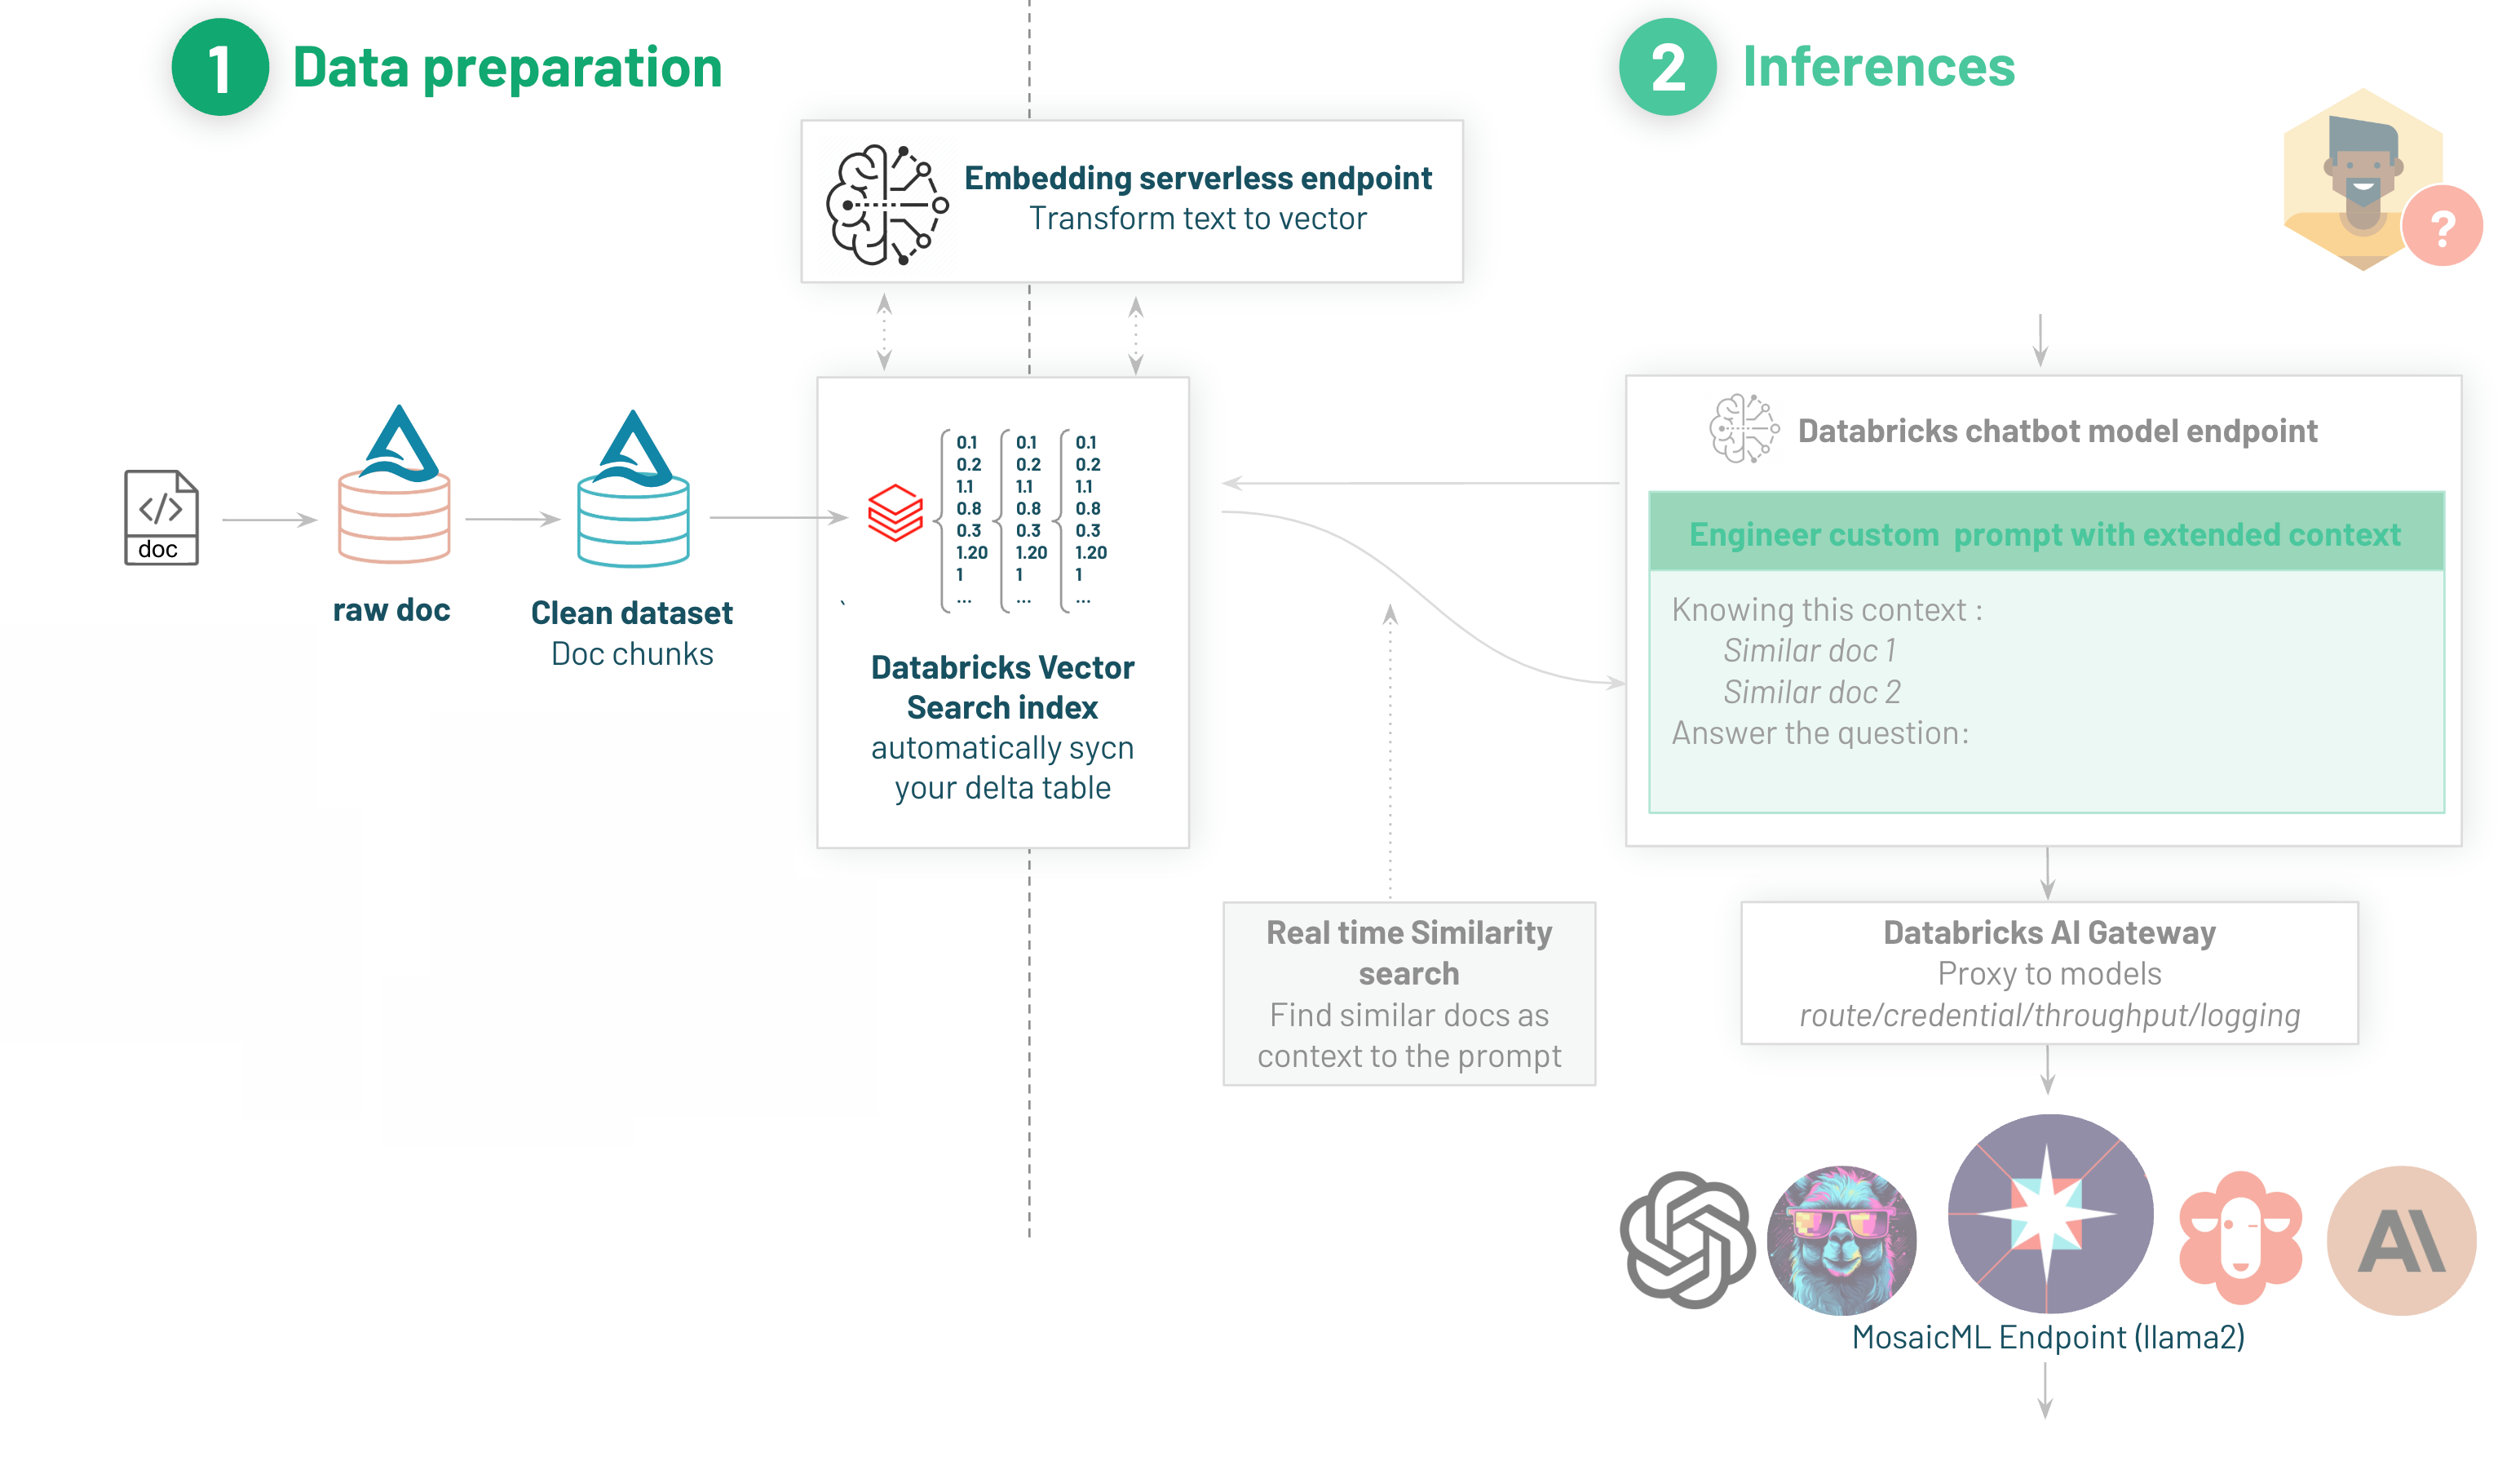 1 Data preparation
2 Inferences
Embedding serverless endpoint
Transform text to vector
?
doc
raw doc
Clean dataset
Doc chunks
0.1 0.1 0.1
0.2 0.2 0.2
1.1 1.1 1.1
0.8 0.8 0.8
0.3 0.3 0.3
1.20 1.20 1.20
1 1 1
... ... ...
`
Databricks Vector
Search index
automatically sycn
your delta table
Databricks chatbot model endpoint
Engineer custom  prompt with extended context
Knowing this context :
Similar doc 1
Similar doc 2
Answer the question:
Real time Similarity
search
Find similar docs as
context to the prompt
Databricks AI Gateway
Proxy to models
route/credential/throughput/logging
MosaicML Endpoint (llama2)